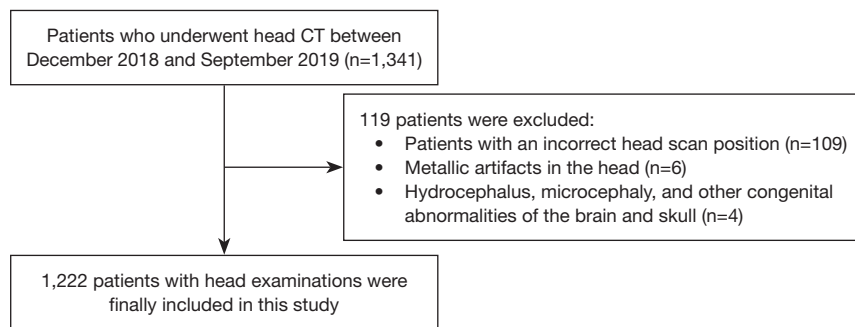 Patients who underwent head CT between
December 2018 and September 2019 (n=1,341)
119 patients were excluded:
• Patients with an incorrect head scan position (n=109)
• Metallic artifacts in the head (n=6)
• Hydrocephalus, microcephaly, and other congenital
abnormalities of the brain and skull (n=4)
1,222 patients with head examinations were
finally included in this study